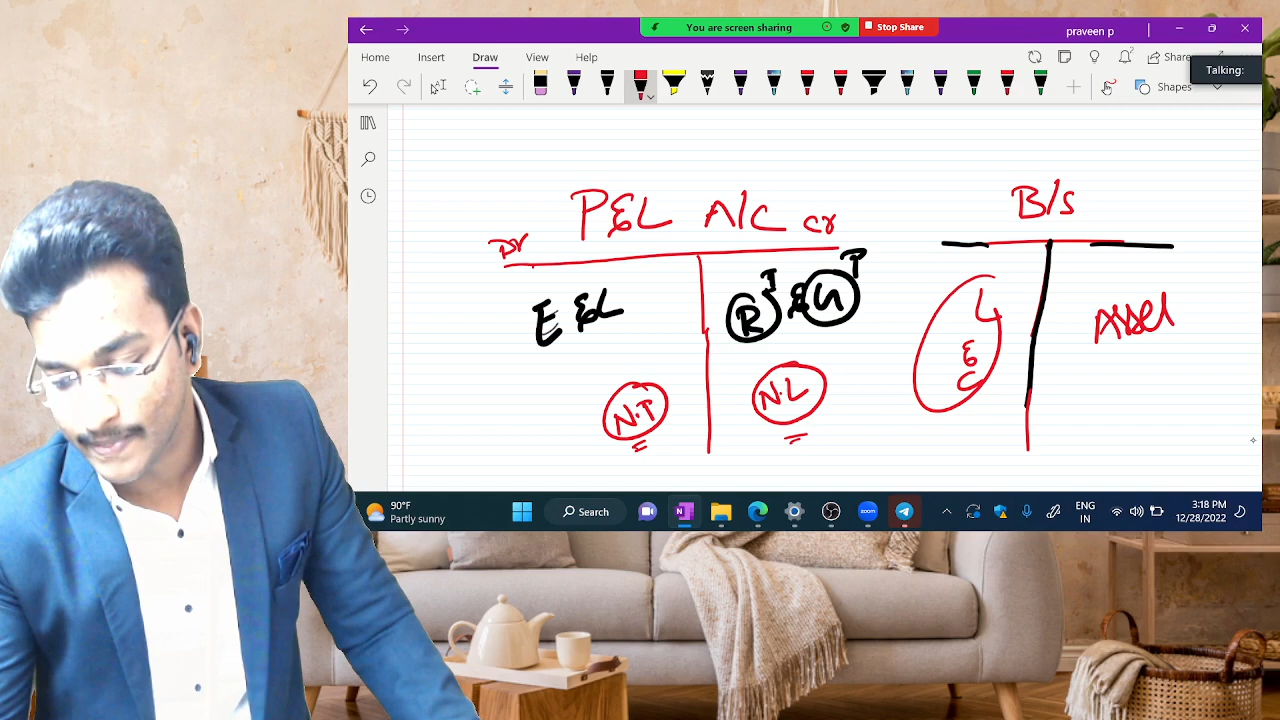 You are screen sharing
Stop Share
praveen p
Home Insert Draw View Help
Share
Talking:
Shapes
P&L A/C
Dr
cr
B/s
E &L
R & G
L
&
C
Asset
N.L
90°F
Partly sunny
Search
zoom
ENG
IN
3:18 PM
12/28/2022